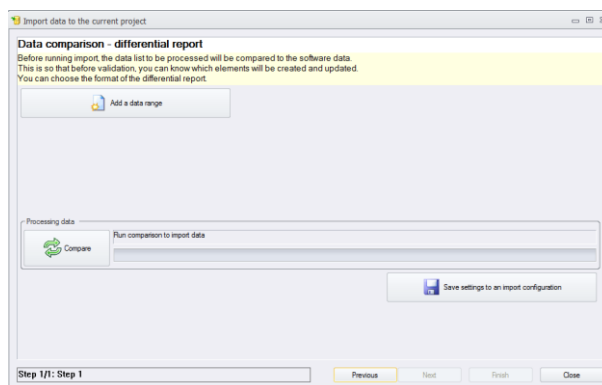 Import data to the current project
Data comparison - differential report
Before running import, the data list to be processed will be compared to the software data.
This is so that before validation, you can know which elements will be created and updated.
You can choose the format of the differential report.
Add a data range
Processing data
Compare
Run comparison to import data
Save settings to an import configuration
Step 1/1: Step 1
Previous
Next
Finish
Close